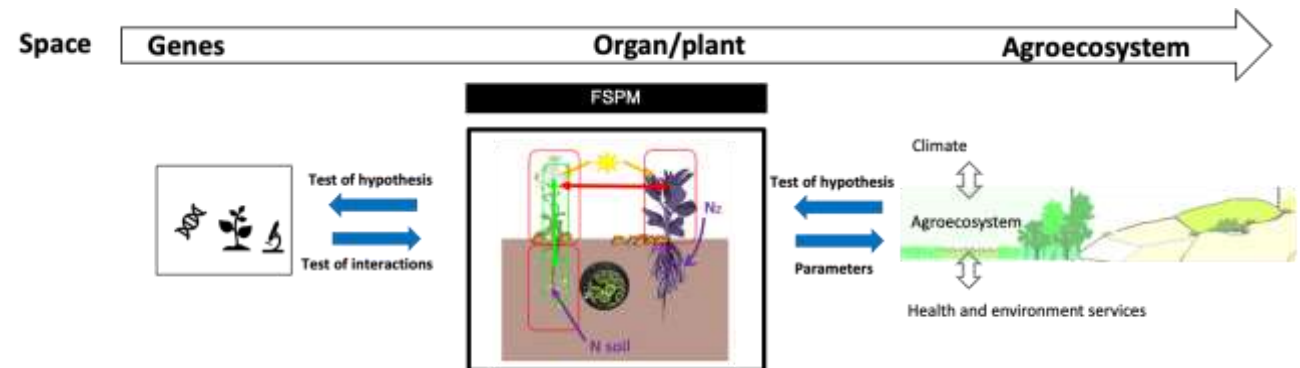 Space
Genes
Organ/plant
Agroecosystem
FSPM
Test of hypothesis
Test of interactions
N2
N soil
Test of hypothesis
Parameters
Climate
Agroecosystem
Health and environment services